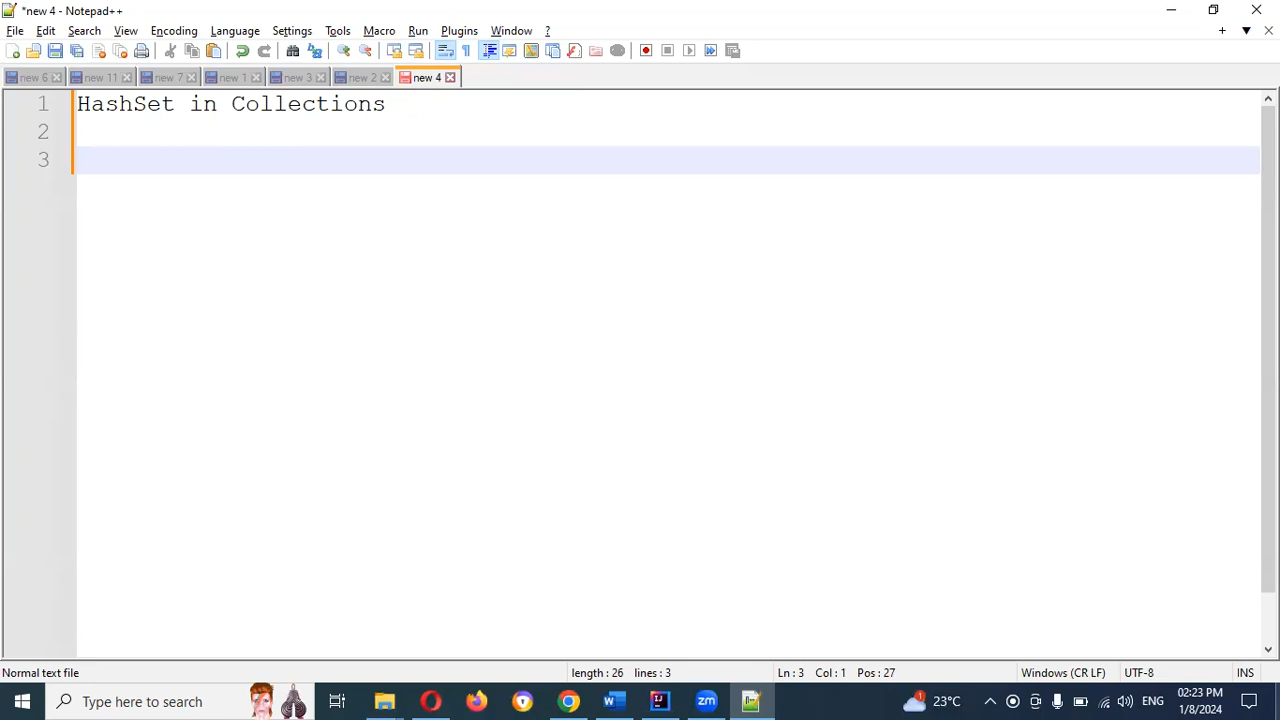 *new 4 - Notepad++
File Edit Search View Encoding Language Settings Tools Macro Run Plugins Window ?
new 6 new 11 new 7 new 1 new 3 new 2 new 4
1 HashSet in Collections
2
3
Normal text file length : 26 lines : 3 Ln : 3 Col : 1 Pos : 27 Windows (CR LF) UTF-8 INS
Type here to search 23°C ENG 02:23 PM
1/8/2024